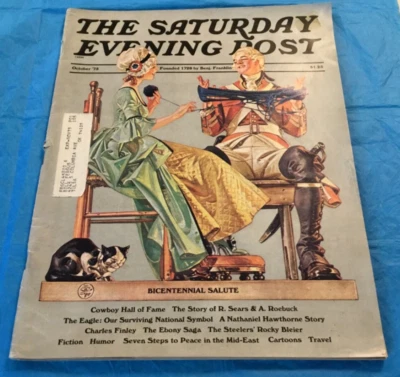 THE SATURDAY
EVENING POST
October '75 Founded 1728 by Benj. Franklin
BICENTENNIAL SALUTE
Cowboy Hall of Fame The Story of R. Sears & A. Roebuck
The Eagle: Our Surviving National Symbol A Nathaniel Hawthorne Story
Charles Finley The Ebony Saga The Steelers' Rocky Bleier
Fiction Humor Seven Steps to Peace in the Mid-East Cartoons Travel